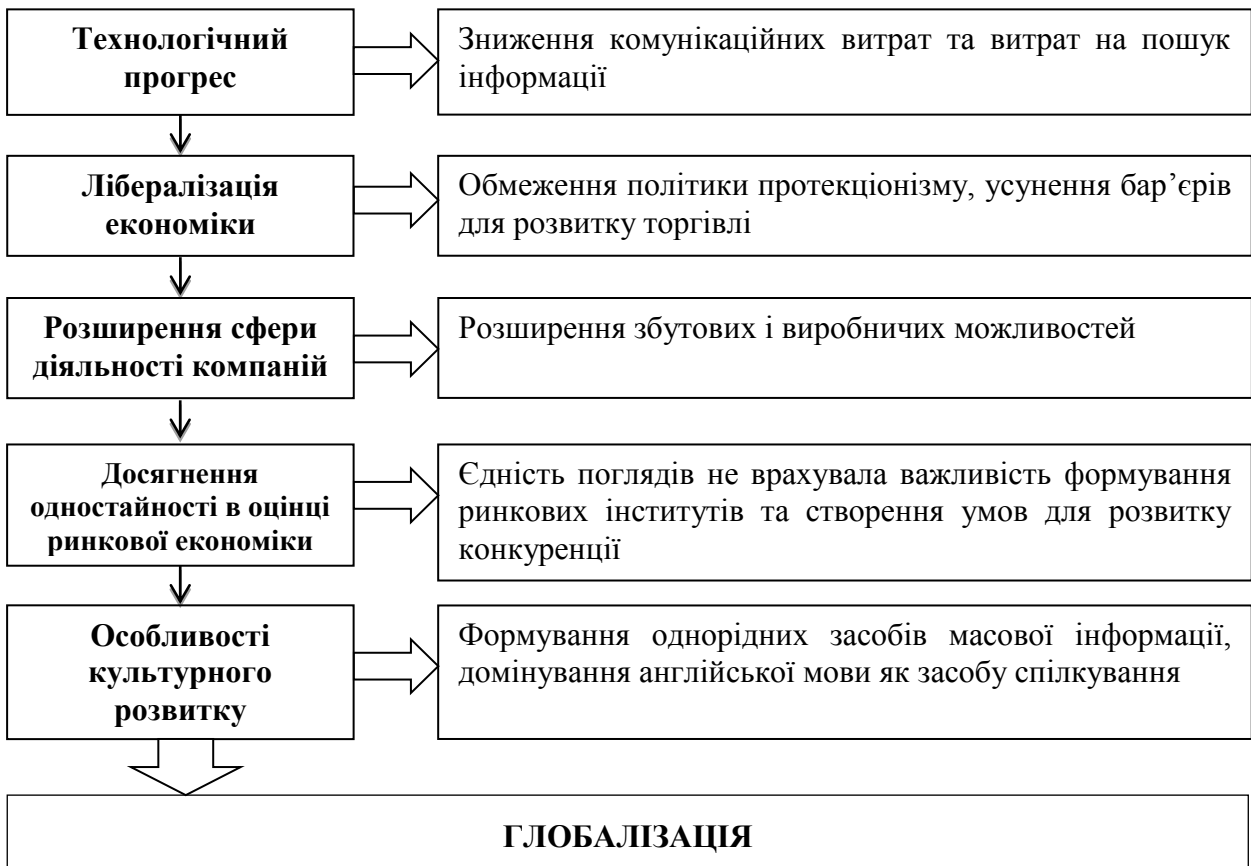 Технологічний
прогрес
Зниження комунікаційних витрат та витрат на пошук
інформації
Лібералізація
економіки
Обмеження політики протекціонізму, усунення бар’єрів
для розвитку торгівлі
Розширення сфери
діяльності компаній
Розширення збутових і виробничих можливостей
Досягнення
одностайності в оцінці
ринкової економіки
Єдність поглядів не врахувала важливість формування
ринкових інститутів та створення умов для розвитку
конкуренції
Особливості
культурного
розвитку
Формування однорідних засобів масової інформації,
домінування англійської мови як засобу спілкування
ГЛОБАЛІЗАЦІЯ